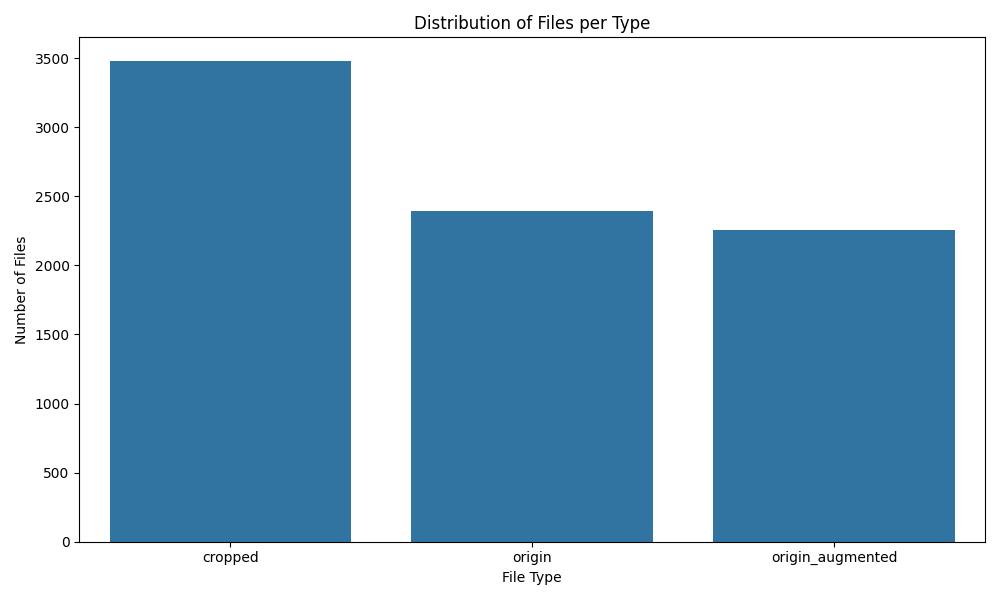 Distribution of Files per Type
Number of Files
3500
3000
2500
2000
1500
1000
500
0
cropped
origin
origin_augmented
File Type